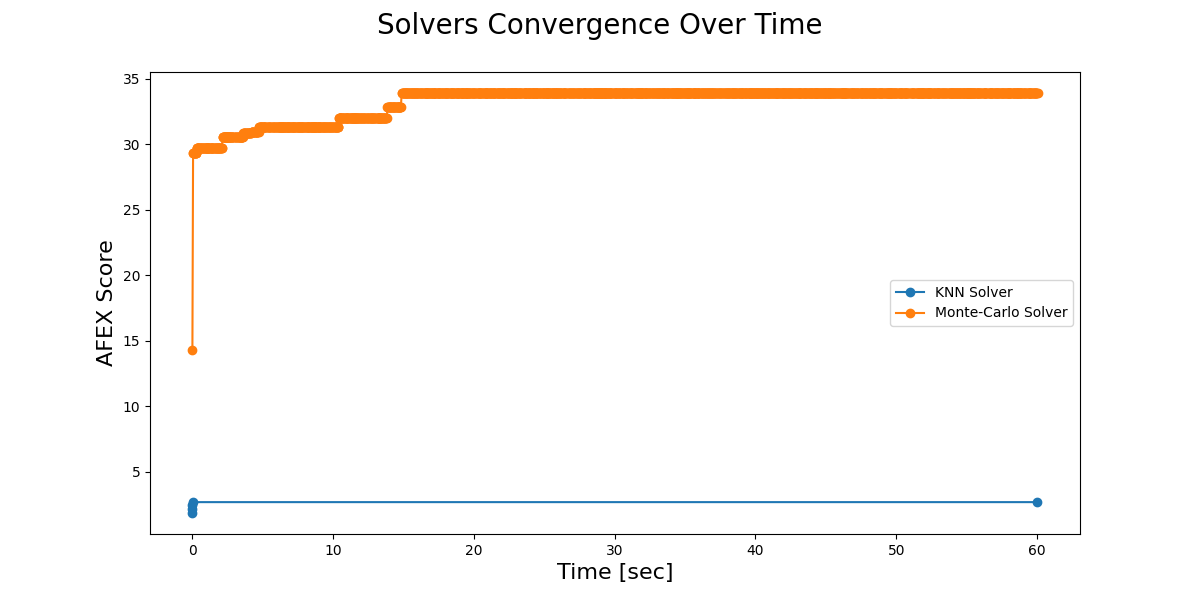 Solvers Convergence Over Time
AFEX Score
35
30
25
20
15
10
5
KNN Solver
Monte-Carlo Solver
0 10 20 30 40 50 60
Time [sec]